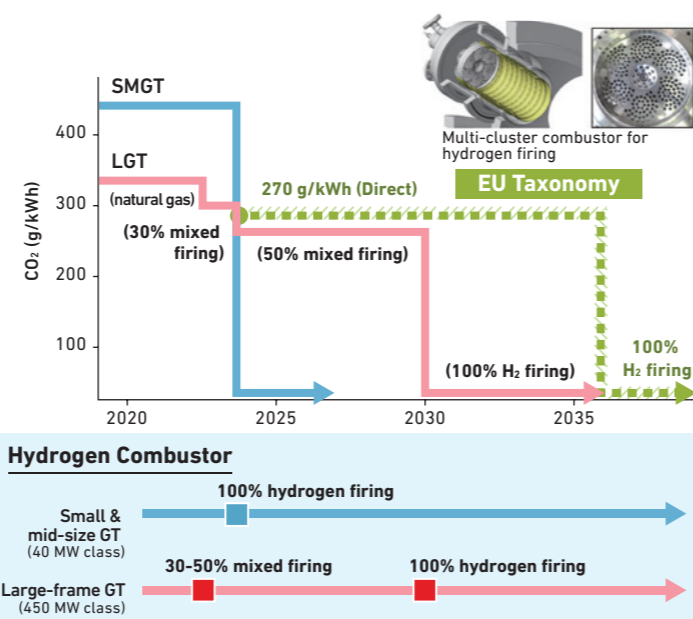 SMGT
LGT
(natural gas)
(30% mixed
firing)
270 g/kWh (Direct)
(50% mixed firing)
(100% H₂ firing)
100%
H₂ firing
Multi-cluster combustor for
hydrogen firing
EU Taxonomy
CO₂ (g/kWh)
400
300
200
100
2020
2025
2030
2035
Hydrogen Combustor
100% hydrogen firing
Small &
mid-size GT
(40 MW class)
30-50% mixed firing
100% hydrogen firing
Large-frame GT
(450 MW class)